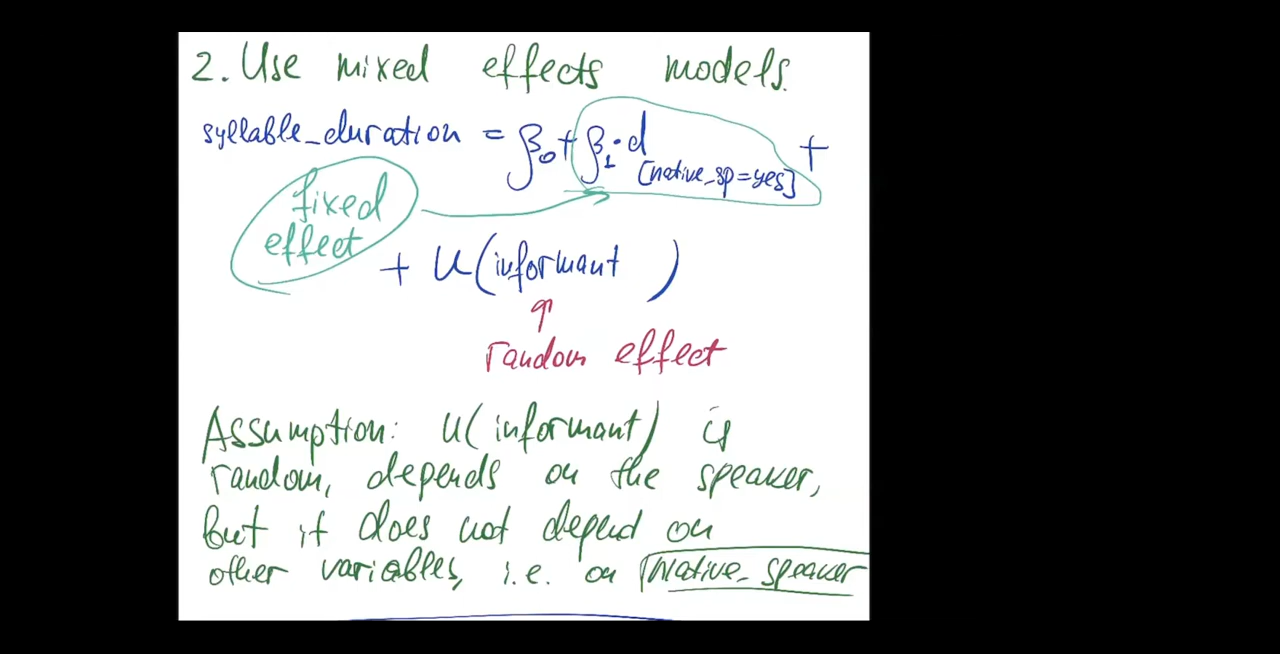 2. Use mixed effects models.
syllable_duration = β₀ + β₁·d[native_sp=yes] +
fixed
effect
+ u(informant )
random effect
Assumption: u(informant) is
random, depends on the speaker,
but it does not depend on
other variables, i.e. on Native_speaker